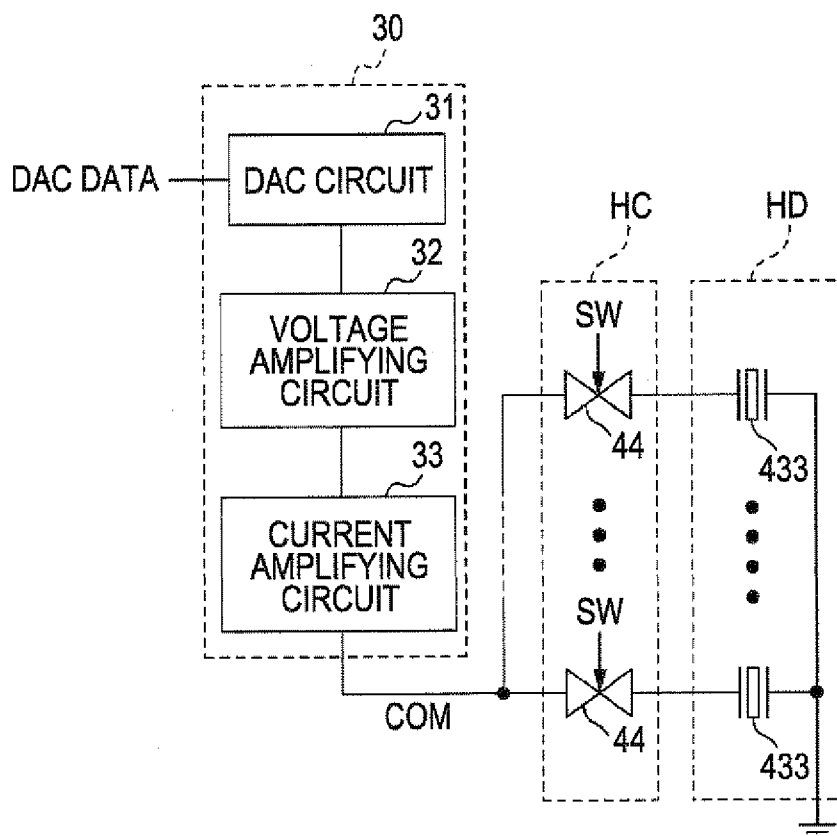 30
31
DAC DATA
DAC CIRCUIT
HC
HD
32
VOLTAGE
AMPLIFYING
CIRCUIT
SW
44
433
33
CURRENT
AMPLIFYING
CIRCUIT
SW
COM
44
433